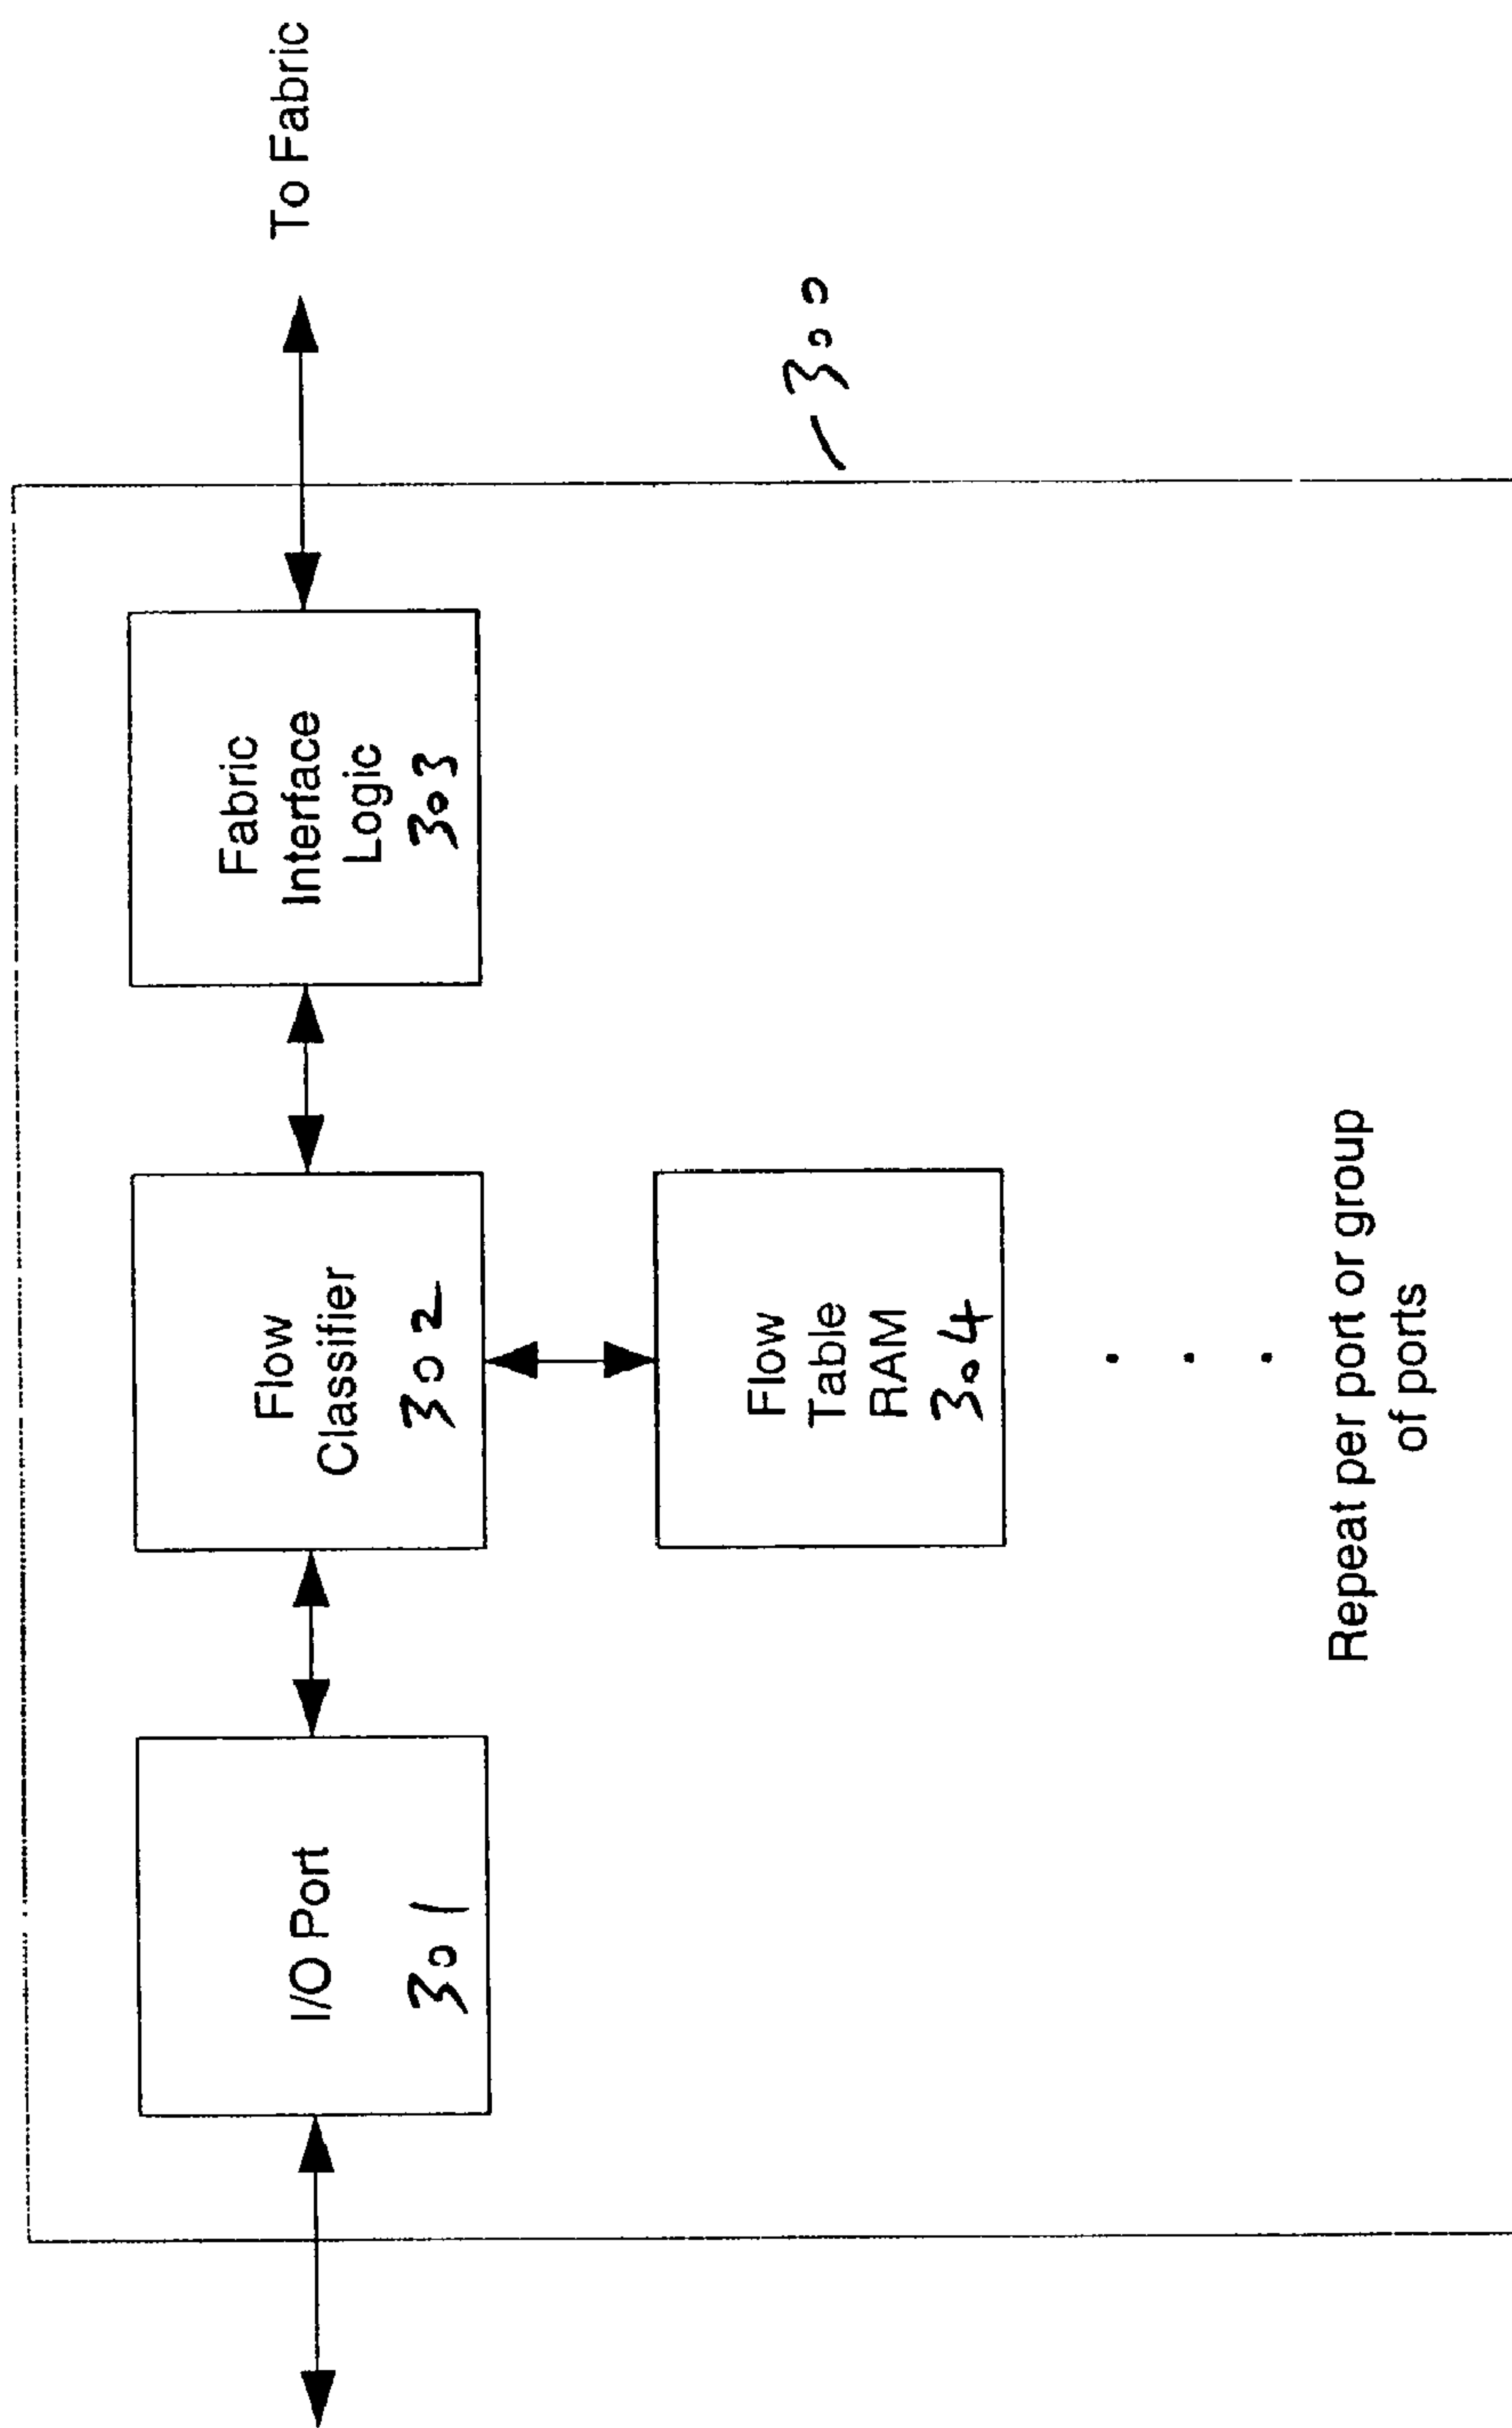 To Fabric
300
I/O Port
301
Flow
Classifier
302
Fabric
Interface
Logic
303
Flow
Table
RAM
304
Repeat per port or group
of ports